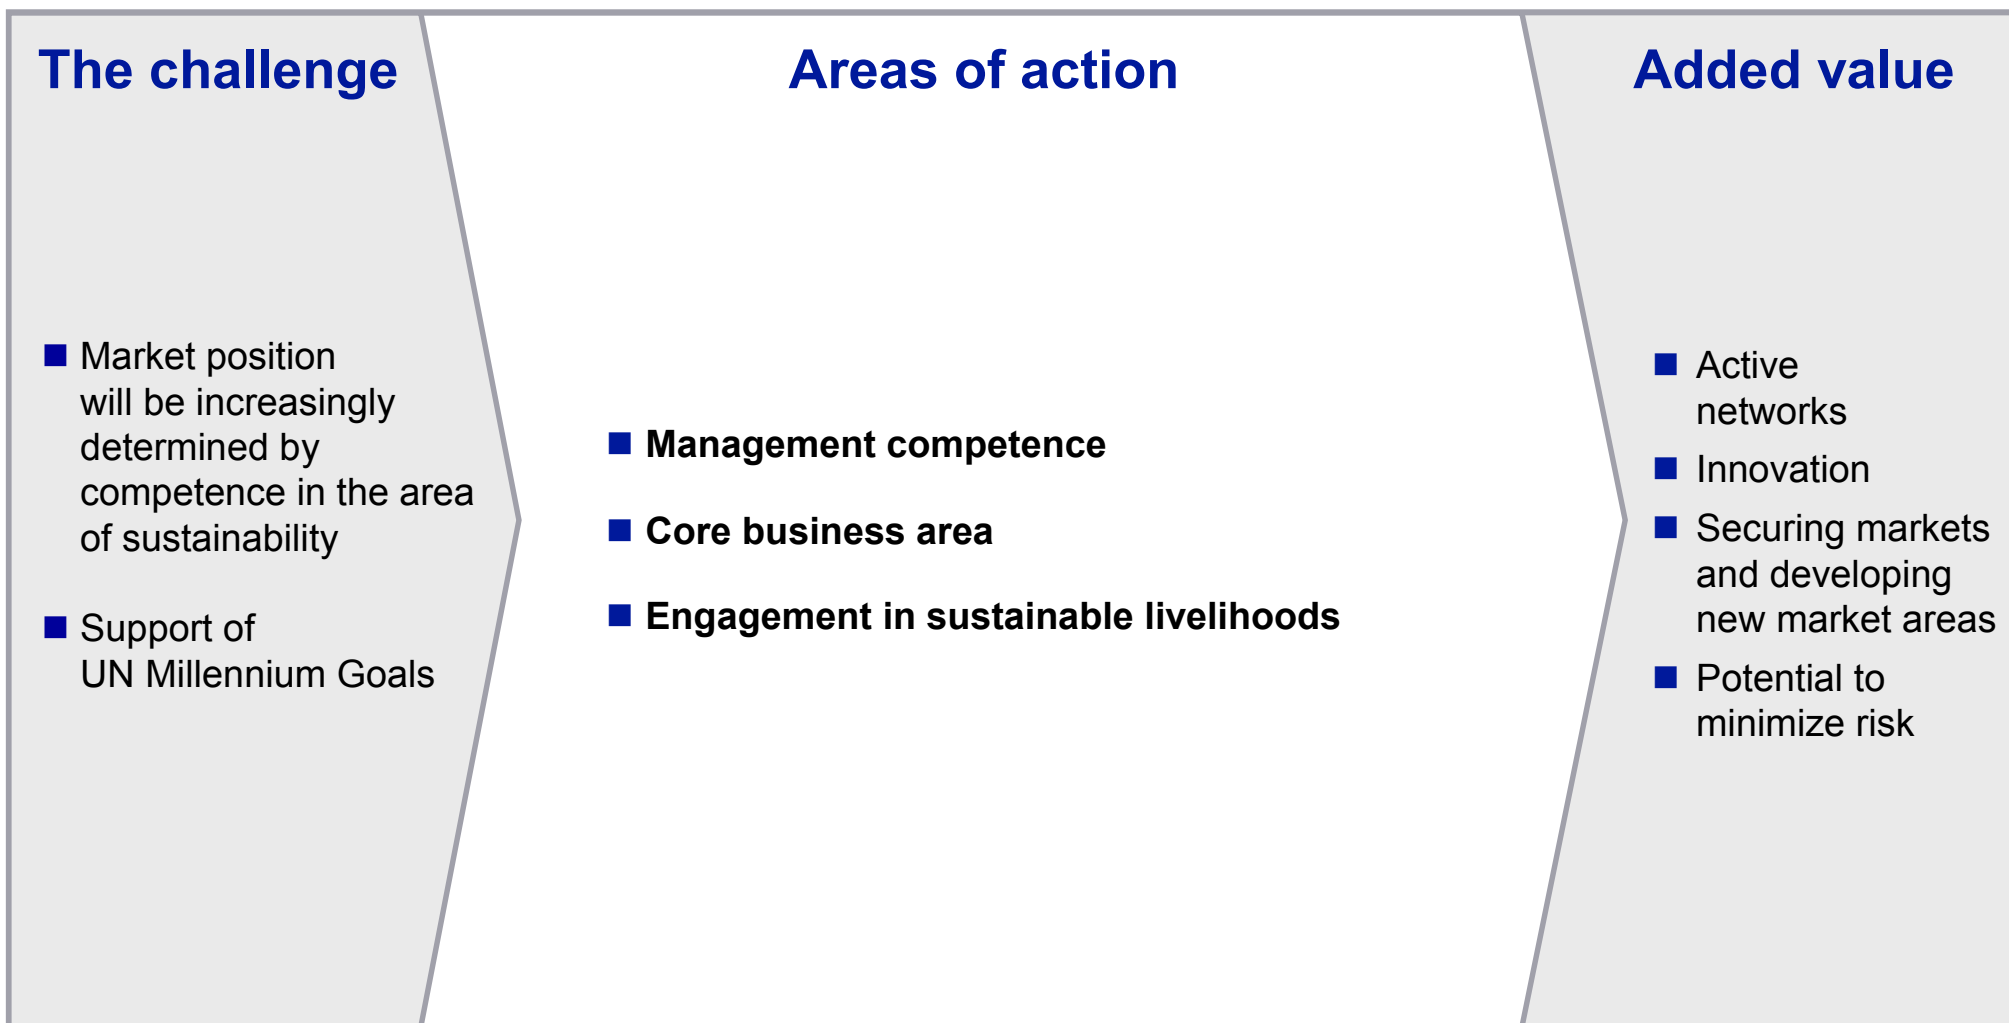 The challenge
Market position
will be increasingly
determined by
competence in the area
of sustainability
Support of
UN Millennium Goals
Areas of action
Management competence
Core business area
Engagement in sustainable livelihoods
Added value
Active
networks
Innovation
Securing markets
and developing
new market areas
Potential to
minimize risk